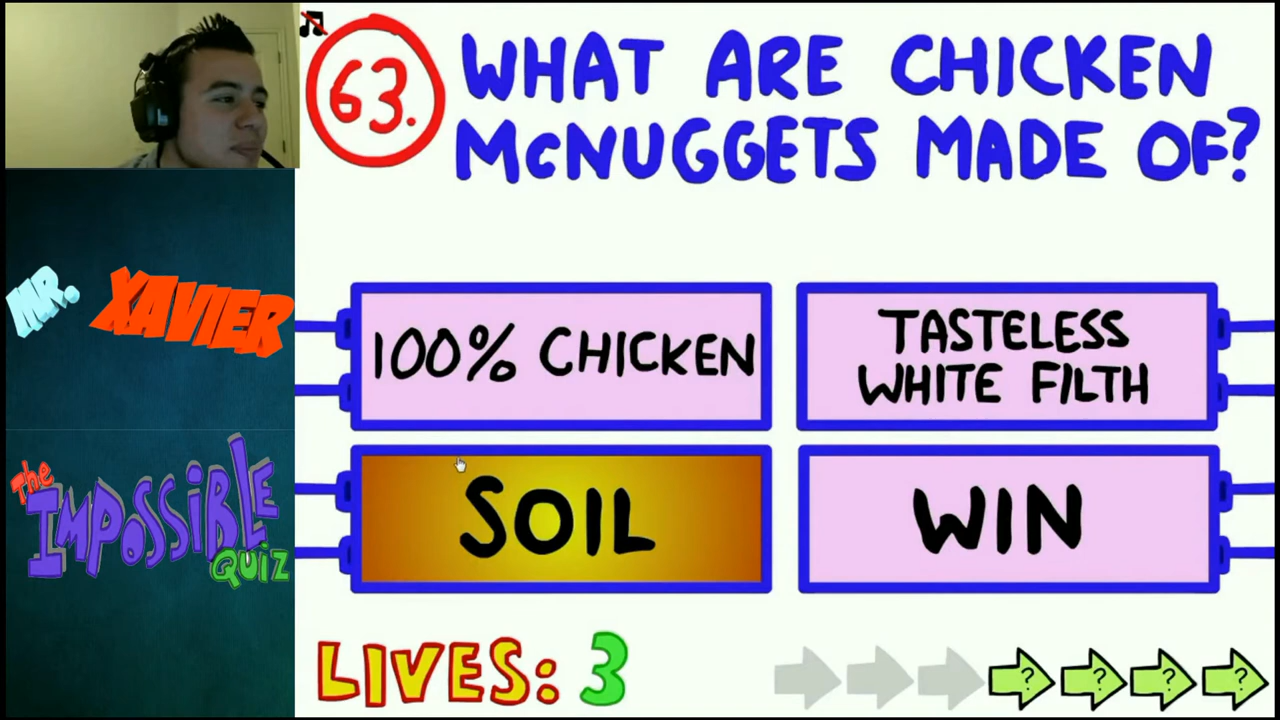 63.
WHAT ARE CHICKEN
McNUGGETS MADE OF?
MR. XAVIER
100% CHICKEN
TASTELESS
WHITE FILTH
The
IMPOSSIBLE
QUIZ
SOIL
WIN
LIVES: 3
? ? ? ?